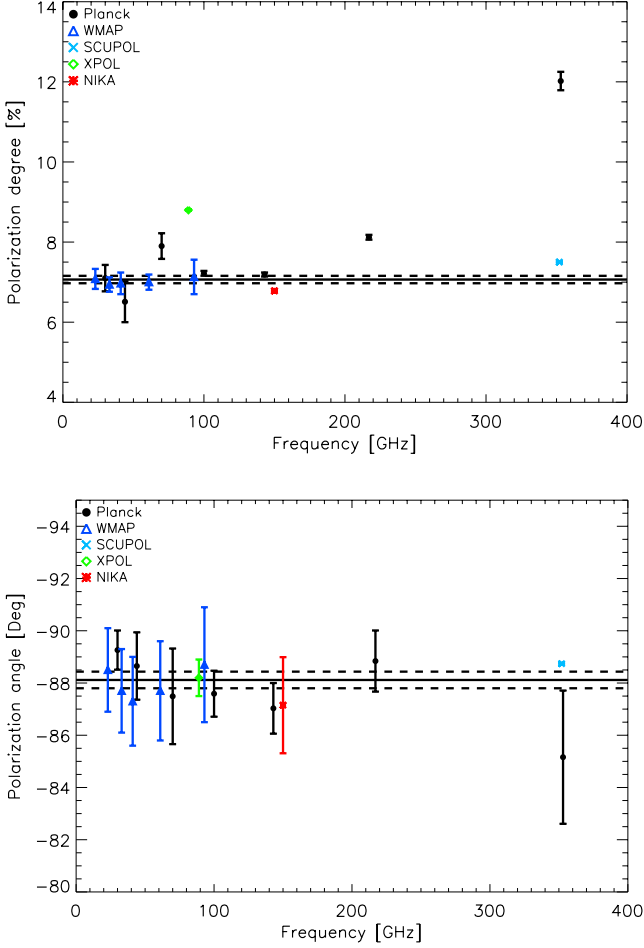 14
12
10
8
6
4
Polarization degree [%]
Planck
WMAP
SCUPOL
XPOL
NIKA
0
100
200
300
400
Frequency [GHz]
-94
-92
-90
-88
-86
-84
-82
-80
Polarization angle [Deg]
Planck
WMAP
SCUPOL
XPOL
NIKA
0
100
200
300
400
Frequency [GHz]